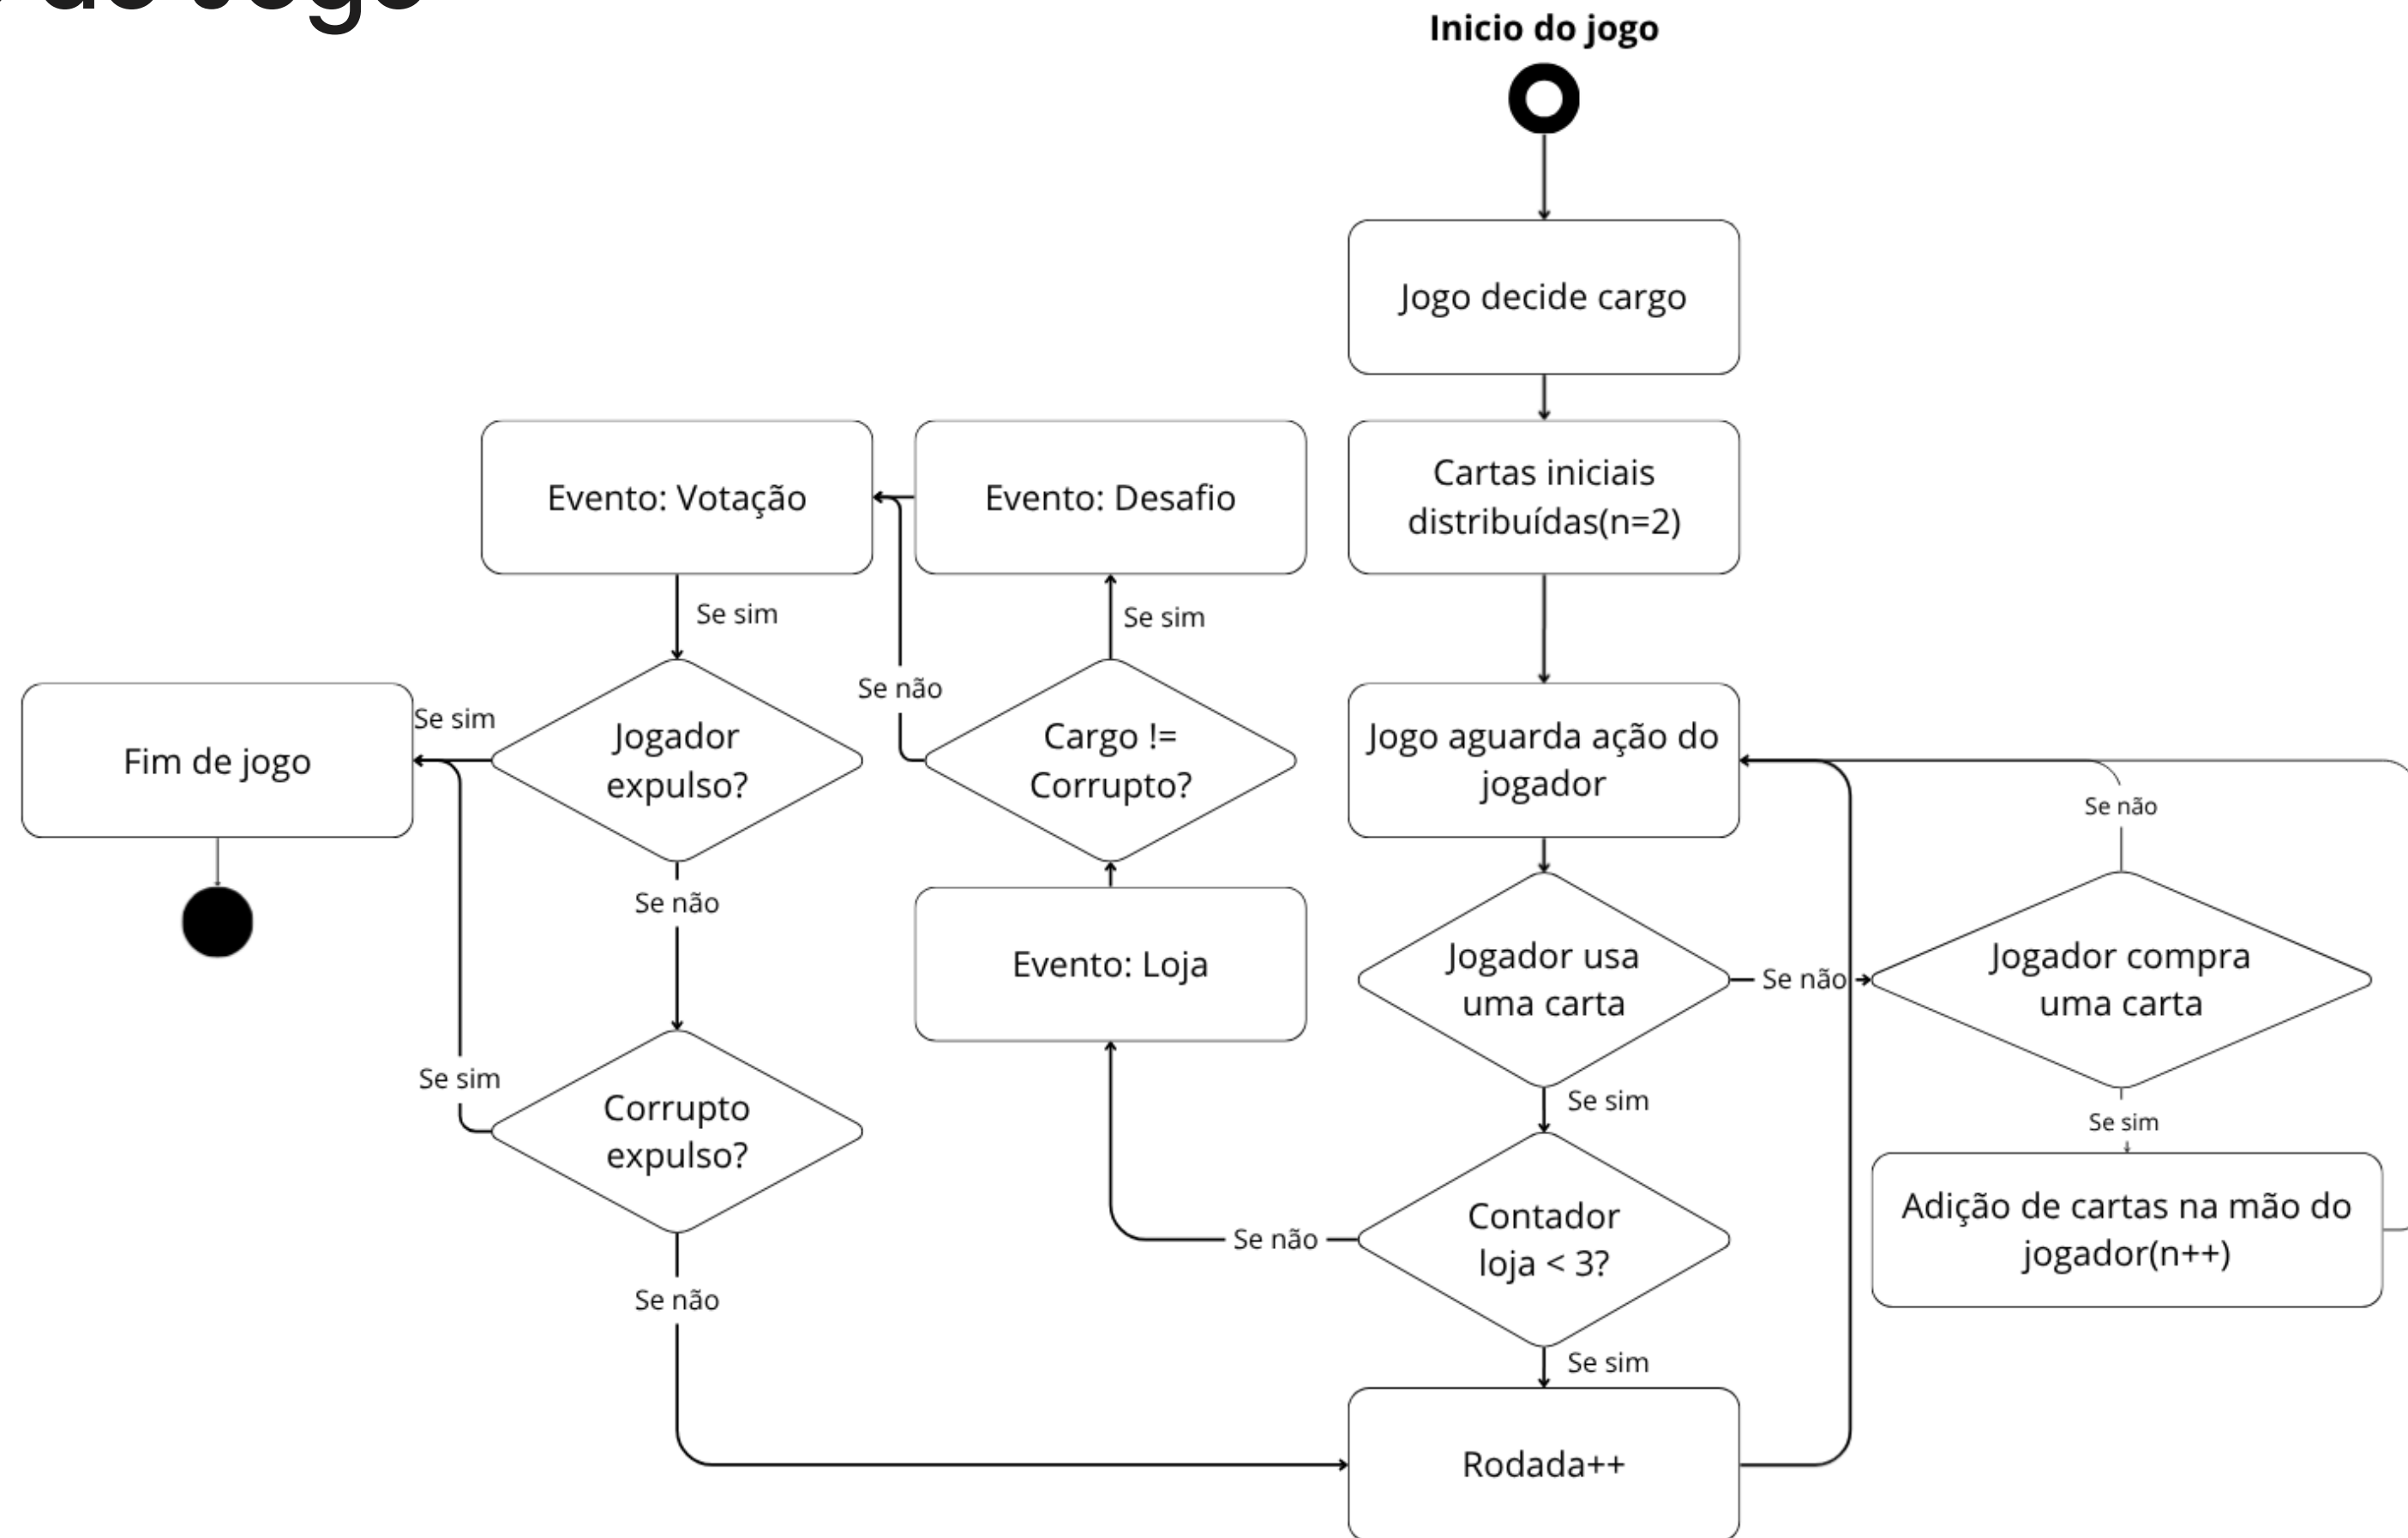 do Jogo
Inicio do jogo
Jogo decide cargo
Cartas iniciais
distribuídas(n=2)
Evento: Votação
Evento: Desafio
Se sim
Se sim
Se não
Se sim
Fim de jogo
Jogador
expulso?
Cargo !=
Corrupto?
Jogo aguarda ação do
jogador
Se não
Se não
Evento: Loja
Jogador usa
uma carta
Se não
Jogador compra
uma carta
Se sim
Corrupto
expulso?
Se sim
Se sim
Se não
Contador
loja < 3?
Adição de cartas na mão do
jogador(n++)
Se não
Se sim
Rodada++